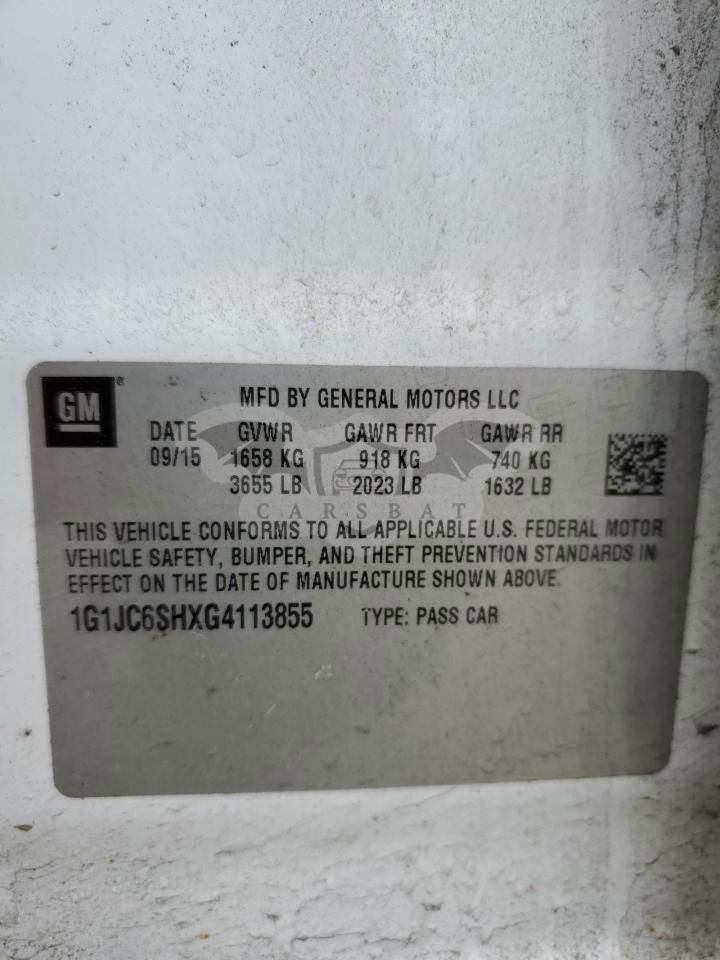 GM®
MFD BY GENERAL MOTORS LLC
DATE GVWR GAWR FRT GAWR RR
09/15 1658 KG 918 KG 740 KG
3655 LB 2023 LB 1632 LB
CARSBAT
THIS VEHICLE CONFORMS TO ALL APPLICABLE U.S. FEDERAL MOTOR
VEHICLE SAFETY, BUMPER, AND THEFT PREVENTION STANDARDS IN
EFFECT ON THE DATE OF MANUFACTURE SHOWN ABOVE.
1G1JC6SHXG4113855 TYPE: PASS CAR